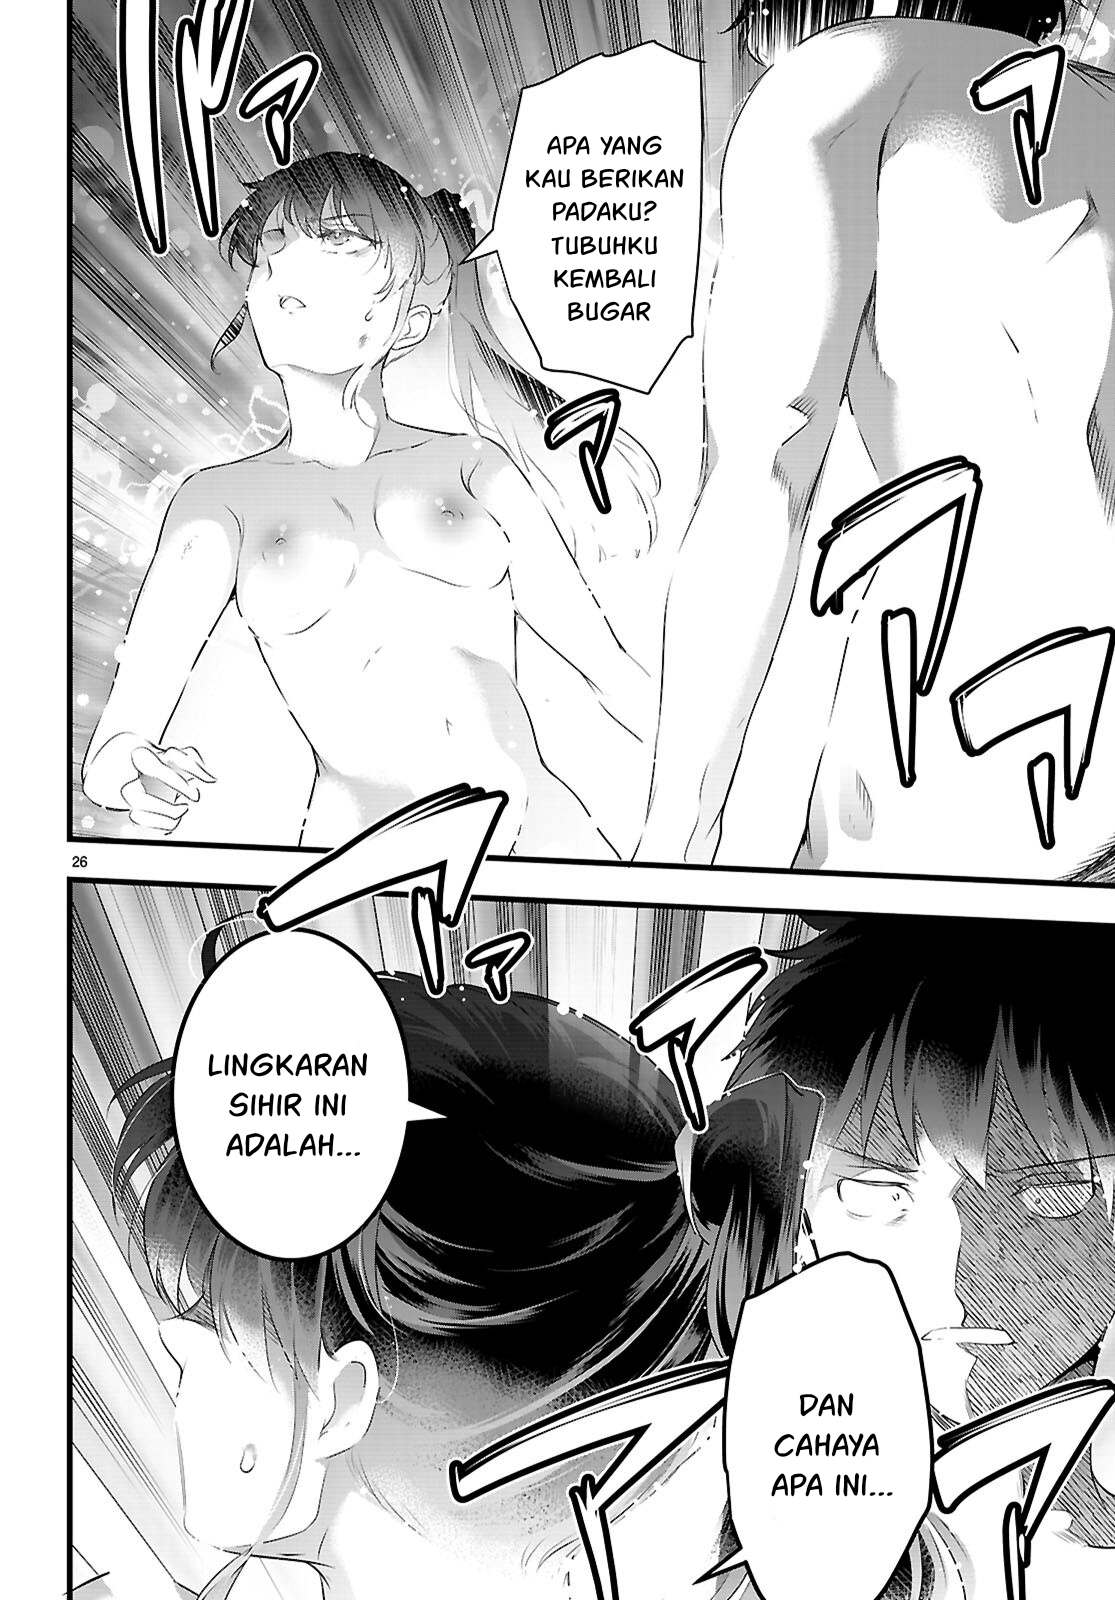 APA YANG
KAU BERIKAN
PADAKU?
TUBUHKU
KEMBALI
BUGAR
26
LINGKARAN
SIHIR INI
ADALAH...
DAN
CAHAYA
APA INI...